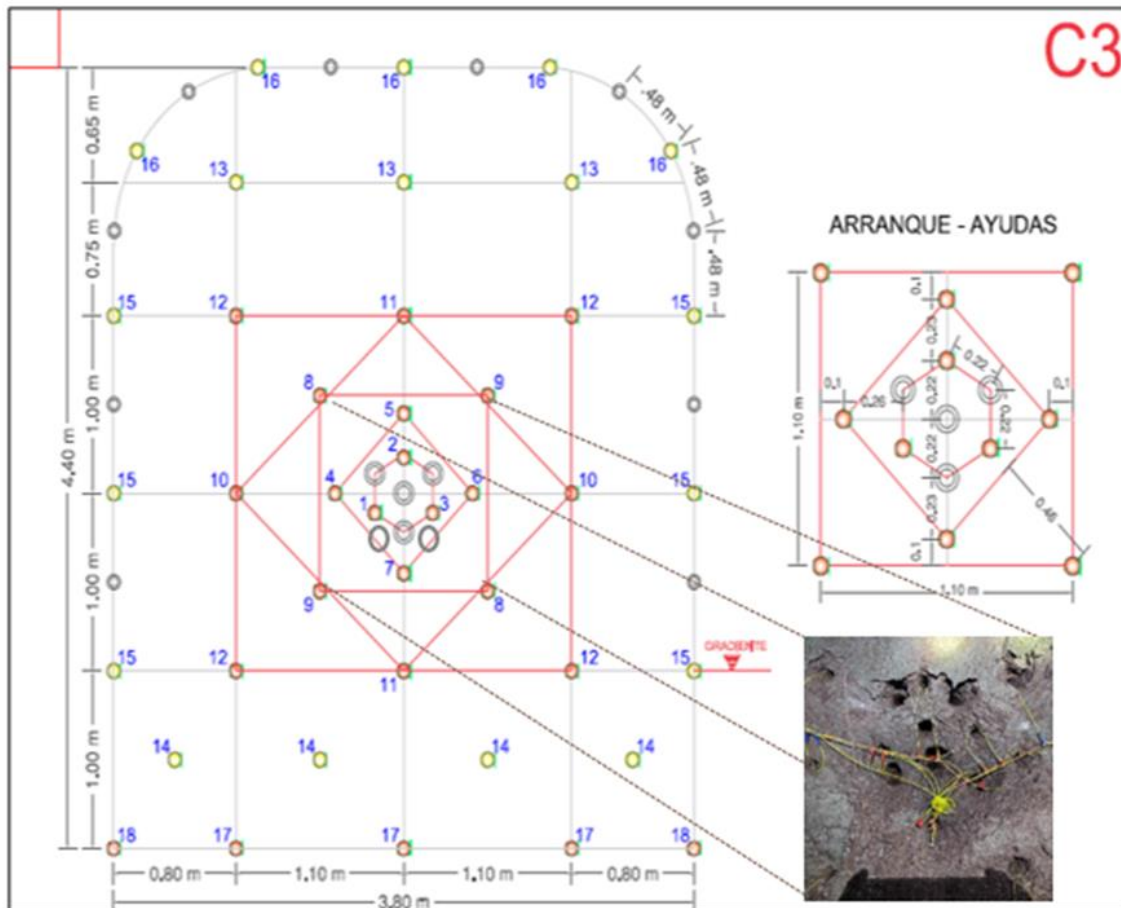 C3
16 16 16
.48 m
0.65 m
16 16
13 13 13
.48 m
ARRANQUE - AYUDAS
0.75 m
.48 m
15 12 11 12 15
8 9
1.00 m
5
2
4.40 m
15 10 4 6 10 15
1 3
7
1.00 m
9 8
15 12 11 12 15
GRADIENTE
14 14 14 14
1.00 m
18 17 17 17 18
0.80 m 1.10 m 1.10 m 0.80 m
3.80 m
0.1
0.23
0.22
0.22
0.1 0.1
0.22
1.10 m
0.22
0.23
0.46
0.1
1.10 m